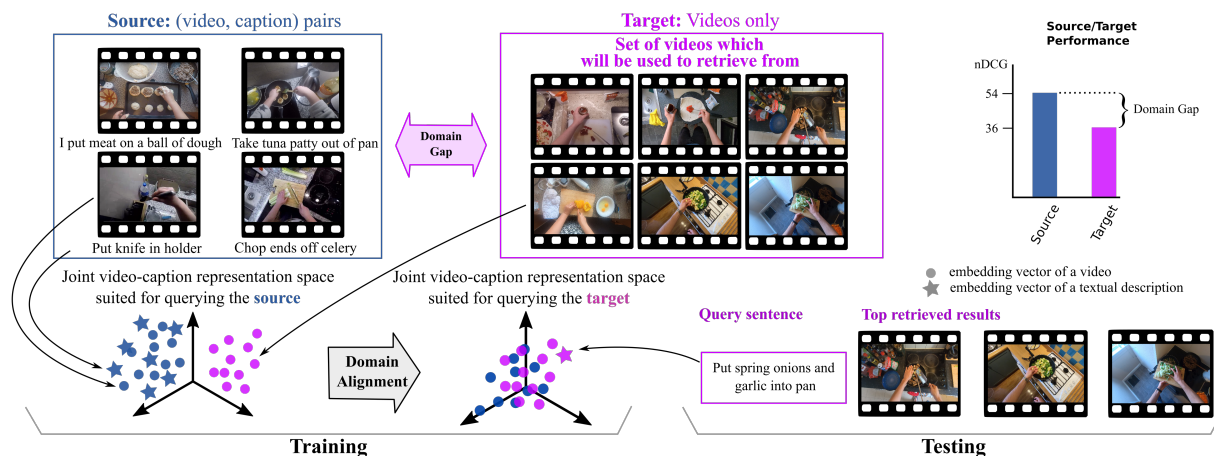 Source: (video, caption) pairs
I put meat on a ball of dough
Take tuna patty out of pan
Put knife in holder
Chop ends off celery
Domain
Gap
Target: Videos only
Set of videos which
will be used to retrieve from
Source/Target
Performance
nDCG
54
36
Domain Gap
Source
Target
embedding vector of a video
embedding vector of a textual description
Joint video-caption representation space
suited for querying the source
Domain
Alignment
Joint video-caption representation space
suited for querying the target
Training
Query sentence
Put spring onions and
garlic into pan
Top retrieved results
Testing